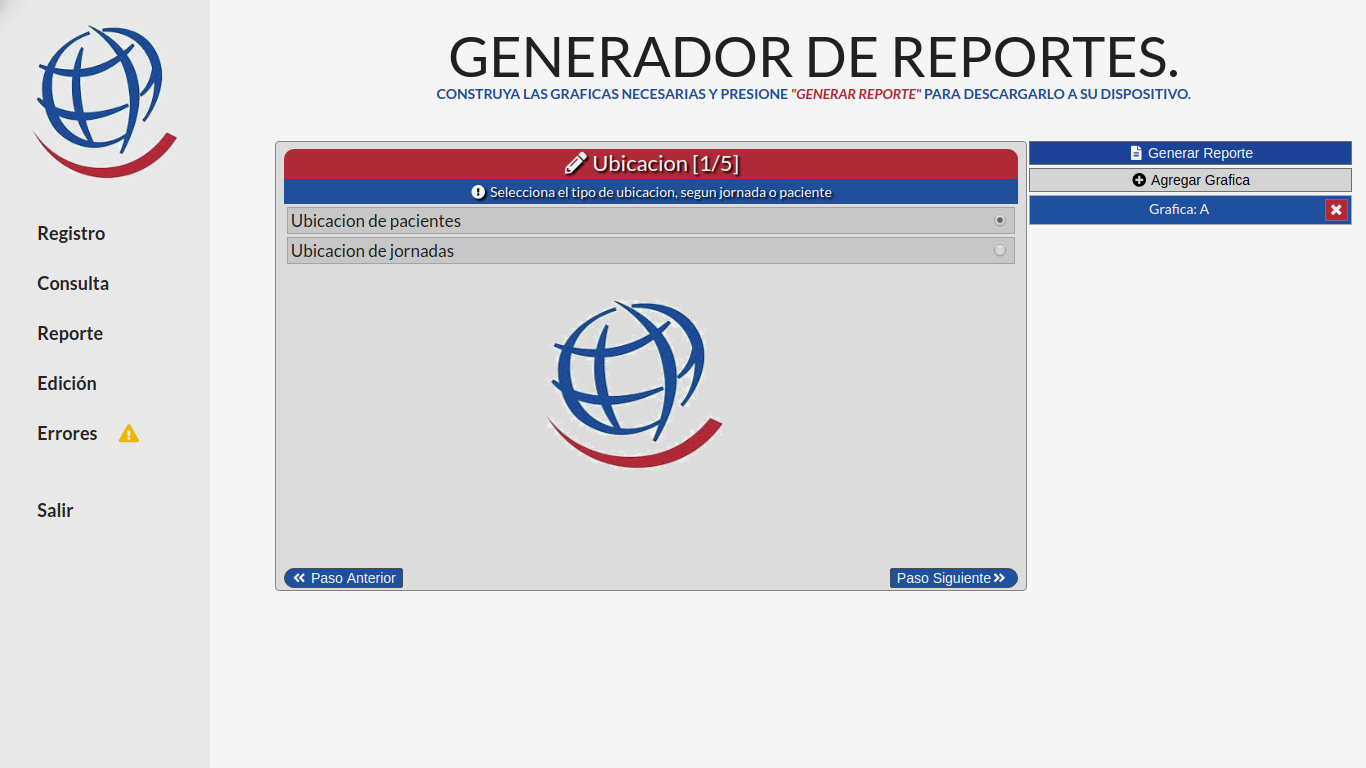 Registro
Consulta
Reporte
Edición
Errores
Salir
GENERADOR DE REPORTES.
CONSTRUYA LAS GRAFICAS NECESARIAS Y PRESIONE "GENERAR REPORTE" PARA DESCARGARLO A SU DISPOSITIVO.
Ubicacion [1/5]
Selecciona el tipo de ubicacion, segun jornada o paciente
Ubicacion de pacientes
Ubicacion de jornadas
Paso Anterior
Paso Siguiente
Generar Reporte
Agregar Grafica
Grafica: A